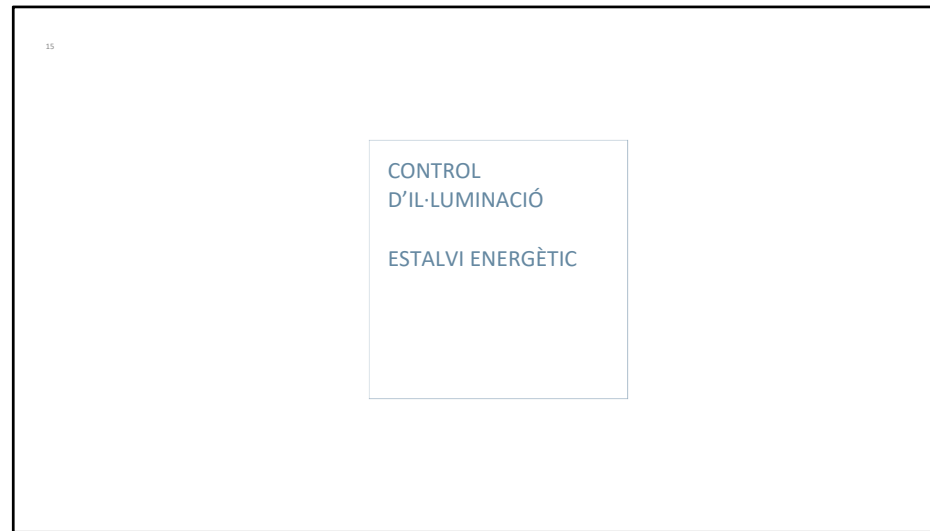 15
CONTROL
D’IL·LUMINACIÓ
ESTALVI ENERGÈTIC